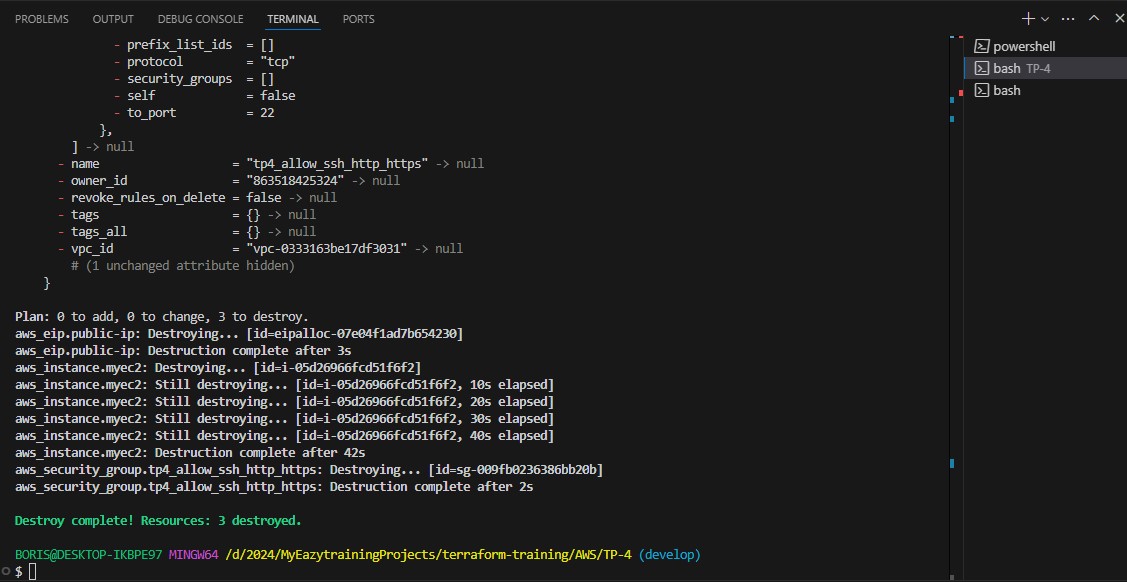 PROBLEMS OUTPUT DEBUG CONSOLE TERMINAL PORTS
- prefix_list_ids = []
- protocol = "tcp"
- security_groups = []
- self = false
- to_port = 22
},
] -> null
- name = "tp4_allow_ssh_http_https" -> null
- owner_id = "863518425324" -> null
- revoke_rules_on_delete = false -> null
- tags = {} -> null
- tags_all = {} -> null
- vpc_id = "vpc-0333163be17df3031" -> null
# (1 unchanged attribute hidden)
}
Plan: 0 to add, 0 to change, 3 to destroy.
aws_eip.public-ip: Destroying... [id=eipalloc-07e04f1ad7b654230]
aws_eip.public-ip: Destruction complete after 3s
aws_instance.myec2: Destroying... [id=i-05d26966fcd51f6f2]
aws_instance.myec2: Still destroying... [id=i-05d26966fcd51f6f2, 10s elapsed]
aws_instance.myec2: Still destroying... [id=i-05d26966fcd51f6f2, 20s elapsed]
aws_instance.myec2: Still destroying... [id=i-05d26966fcd51f6f2, 30s elapsed]
aws_instance.myec2: Still destroying... [id=i-05d26966fcd51f6f2, 40s elapsed]
aws_instance.myec2: Destruction complete after 42s
aws_security_group.tp4_allow_ssh_http_https: Destroying... [id=sg-009fb0236386bb20b]
aws_security_group.tp4_allow_ssh_http_https: Destruction complete after 2s
Destroy complete! Resources: 3 destroyed.
BORIS@DESKTOP-IKBPE97 MINGW64 /d/2024/MyEazytrainingProjects/terraform-training/AWS/TP-4 (develop)
$
powershell
bash TP-4
bash